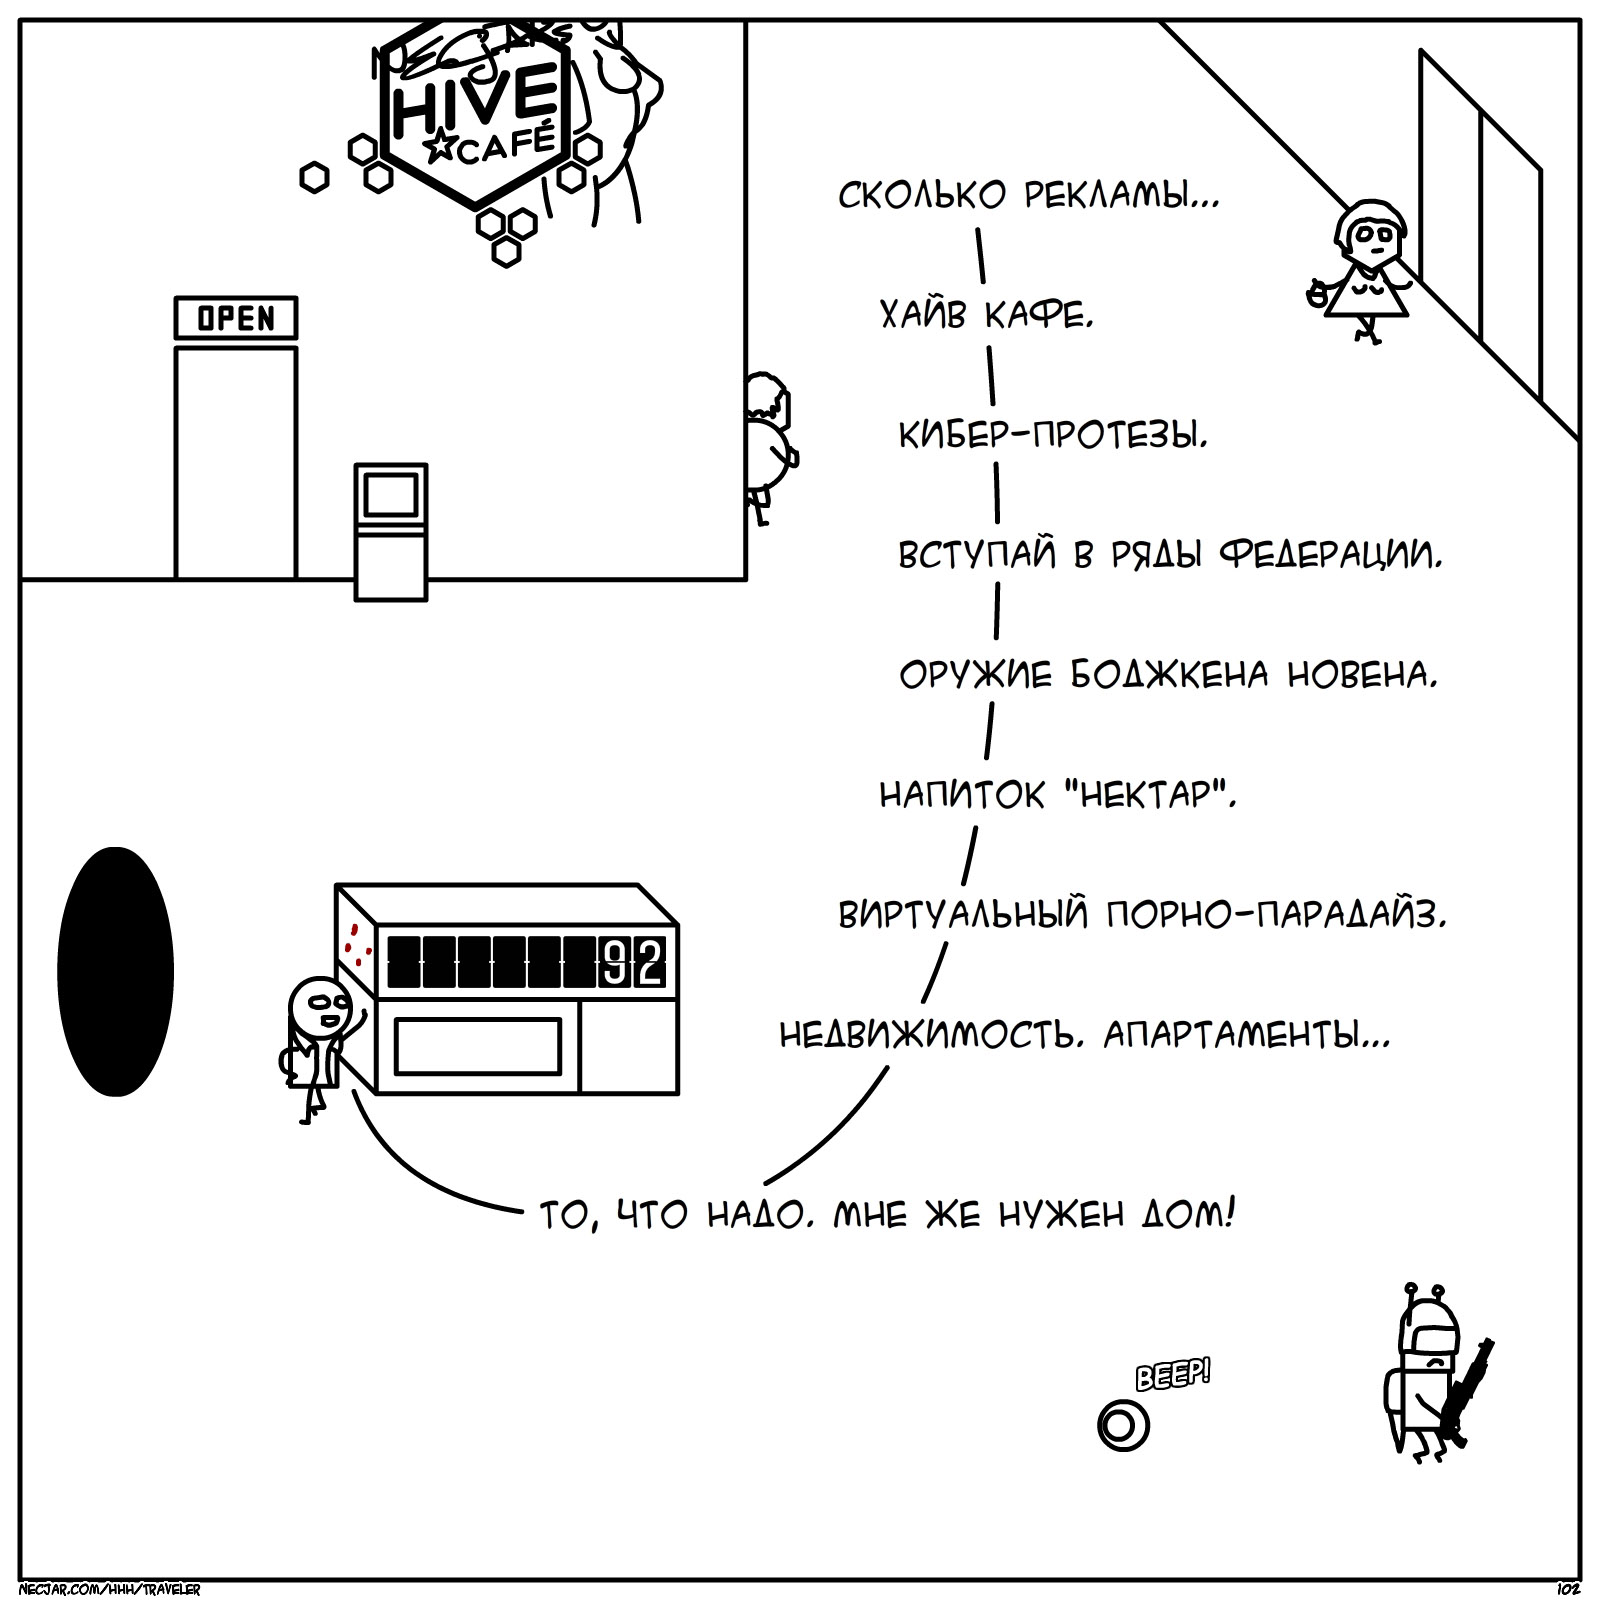 HIVE
CAFÉ
СКОЛЬКО РЕКЛАМЫ...
OPEN
ХАЙВ КАФЕ.
КИБЕР-ПРОТЕЗЫ.
ВСТУПАЙ В РЯДЫ ФЕДЕРАЦИИ.
ОРУЖИЕ БОДЖКЕНА НОВЕНА.
НАПИТОК "НЕКТАР".
ВИРТУАЛЬНЫЙ ПОРНО-ПАРАДАЙЗ.
92
НЕДВИЖИМОСТЬ. АПАРТАМЕНТЫ...
ТО, ЧТО НАДО. МНЕ ЖЕ НУЖЕН ДОМ!
BEEP!
NECJAR.COM/HHH/TRAVELER
102